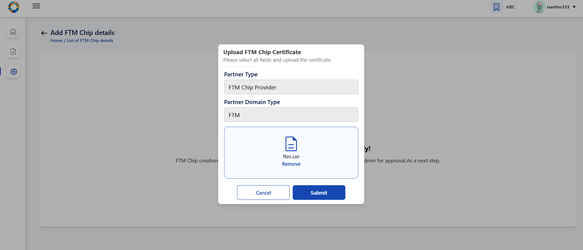 ABC
testftm333
Add FTM Chip details
Home / List of FTM Chip details
Upload FTM Chip Certificate
Please select all fields and upload the certificate
Partner Type
FTM Chip Provider
Partner Domain Type
FTM
y!
FTM Chip creation
dmin for approval.As a next step,
ftm.cer
Remove
Cancel
Submit